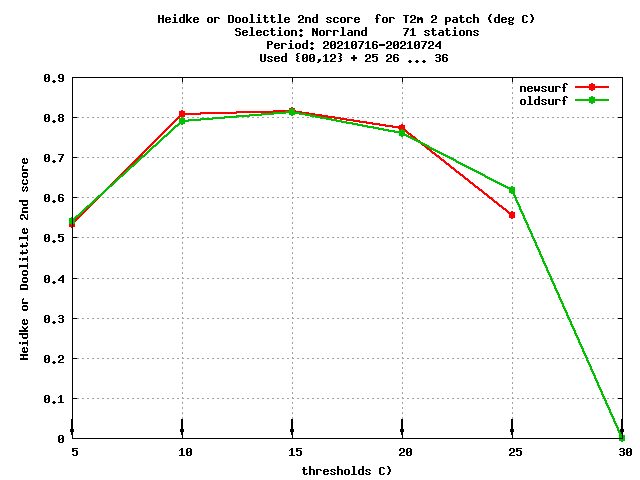 Heidke or Doolittle 2nd score  for T2m 2 patch (deg C)
Selection: Norrland     71 stations
Period: 20210716-20210724
Used {00,12} + 25 26 ... 36
newsurf
oldsurf
Heidke or Doolittle 2nd score
0.9
0.8
0.7
0.6
0.5
0.4
0.3
0.2
0.1
0
5 10 15 20 25 30
thresholds C)